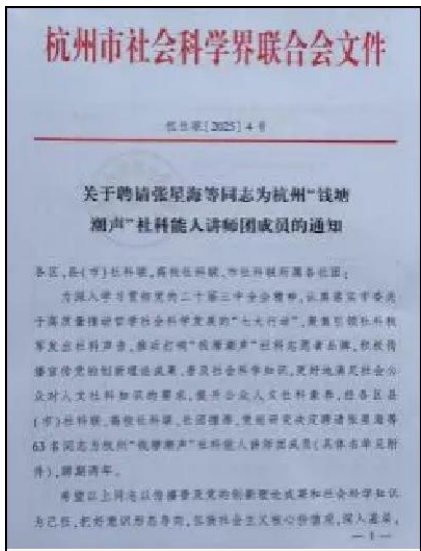 杭州市社会科学界联合会文件
杭社联〔2025〕4号
关于聘请张星海等同志为杭州“钱塘
潮声”社科能人讲师团成员的通知
各区、县(市)社科联,高校社科联,市社科联所属各社团:
为深入学习贯彻党的二十届三中全会精神,认真落实市委关
于高质量推动哲学社会科学发展的“七大行动”,聚集引领社科
军发出社科声音,推动打响“钱塘潮声”社科志愿者品牌,积极传
播宣传党的创新理论成果,普及社会科学知识,更好地满足社会公
众对人文社科知识的需求,提升公众人文社科素养,经各区县
(市)社科联、高校社科联、社团推荐,党组研究决定聘请张星海等
63名同志为杭州“钱塘潮声”社科能人讲师团成员(具体名单见附
件),聘期两年。
希望以上同志以传播普及党的创新理论成果和社会科学知识
为己任,把好意识形态导向,弘扬社会主义核心价值观,深入基层,
—1—